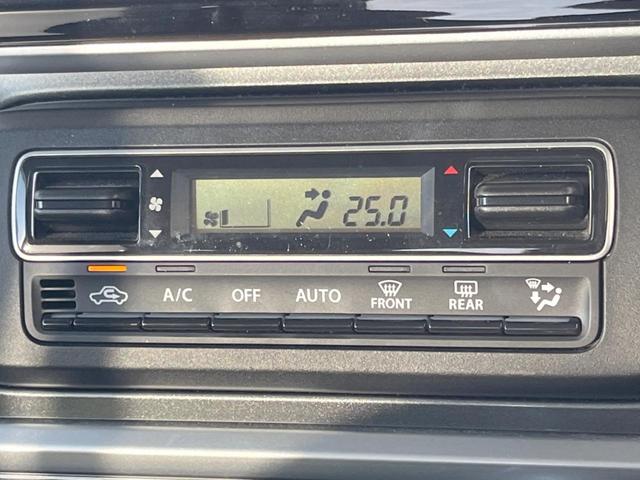 25.0
A/C OFF AUTO FRONT REAR